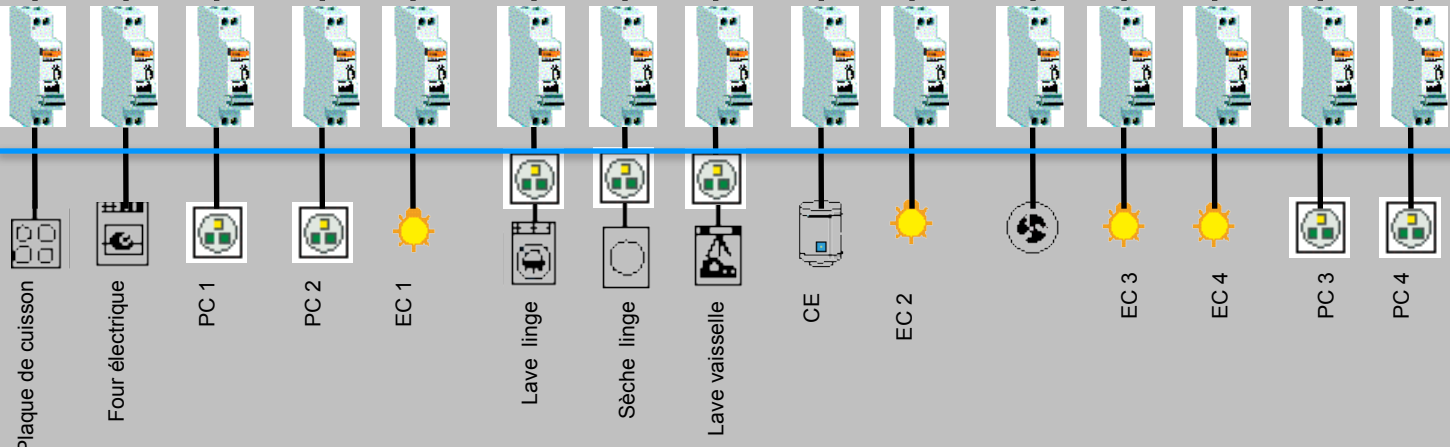 Plaque de cuisson
Four électrique
PC 1
PC 2
EC 1
Lave linge
Sèche linge
Lave vaisselle
CE
EC 2
EC 3
EC 4
PC 3
PC 4